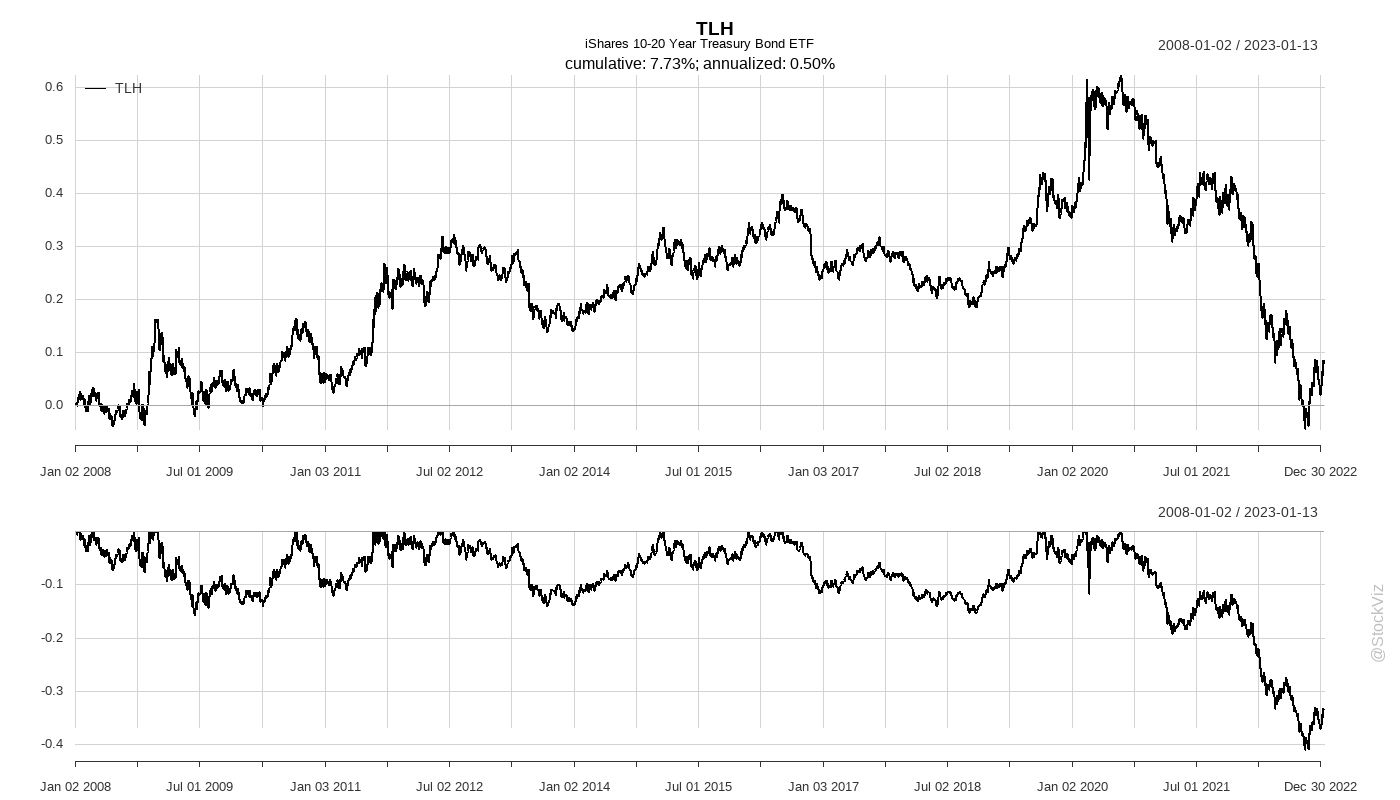 TLH
iShares 10-20 Year Treasury Bond ETF
cumulative: 7.73%; annualized: 0.50%
2008-01-02 / 2023-01-13
TLH
0.6
0.5
0.4
0.3
0.2
0.1
0.0
Jan 02 2008 Jul 01 2009 Jan 03 2011 Jul 02 2012 Jan 02 2014 Jul 01 2015 Jan 03 2017 Jul 02 2018 Jan 02 2020 Jul 01 2021 Dec 30 2022
2008-01-02 / 2023-01-13
-0.1
-0.2
-0.3
-0.4
Jan 02 2008 Jul 01 2009 Jan 03 2011 Jul 02 2012 Jan 02 2014 Jul 01 2015 Jan 03 2017 Jul 02 2018 Jan 02 2020 Jul 01 2021 Dec 30 2022
@StockViz